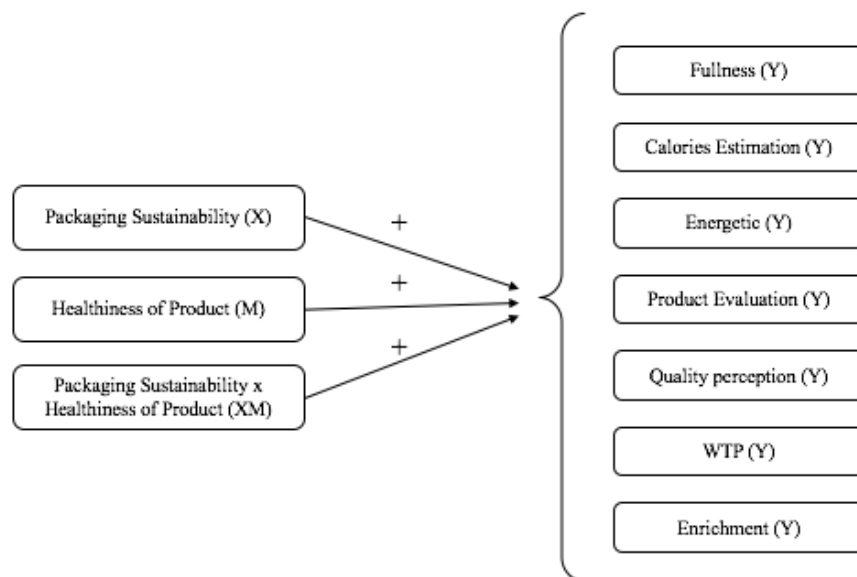 Packaging Sustainability (X)
Healthiness of Product (M)
Packaging Sustainability x
Healthiness of Product (XM)
+
+
+
Fullness (Y)
Calories Estimation (Y)
Energetic (Y)
Product Evaluation (Y)
Quality perception (Y)
WTP (Y)
Enrichment (Y)